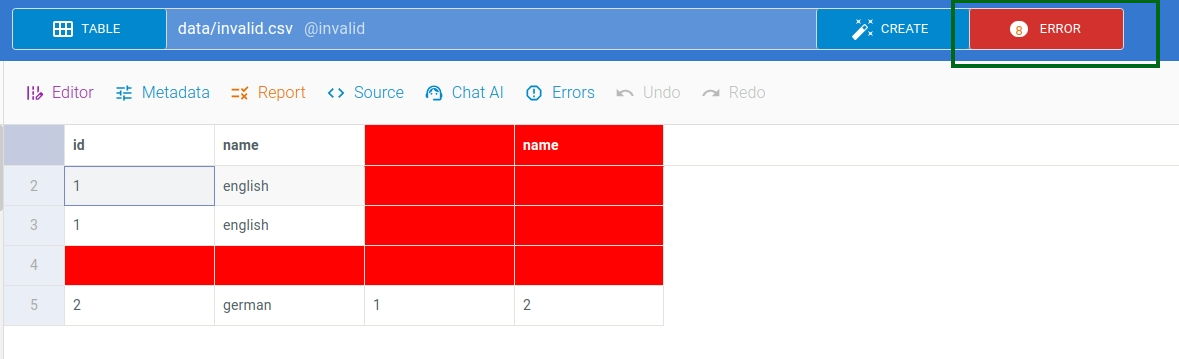 TABLE data/invalid.csv @invalid CREATE 8 ERROR
Editor Metadata Report Source Chat AI Errors Undo Redo
id name name
2 1 english
3 1 english
4
5 2 german 1 2